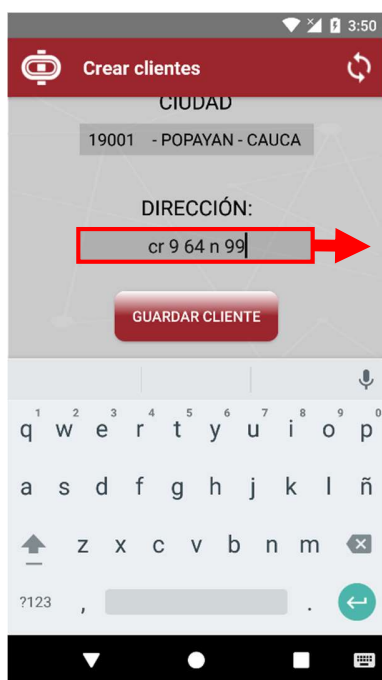 3:50
Crear clientes
CIUDAD
19001 - POPAYAN - CAUCA
DIRECCIÓN:
cr 9 64 n 99
GUARDAR CLIENTE
1 2 3 4 5 6 7 8 9 0
q w e r t y u i o p
a s d f g h j k l ñ
z x c v b n m
?123 , .